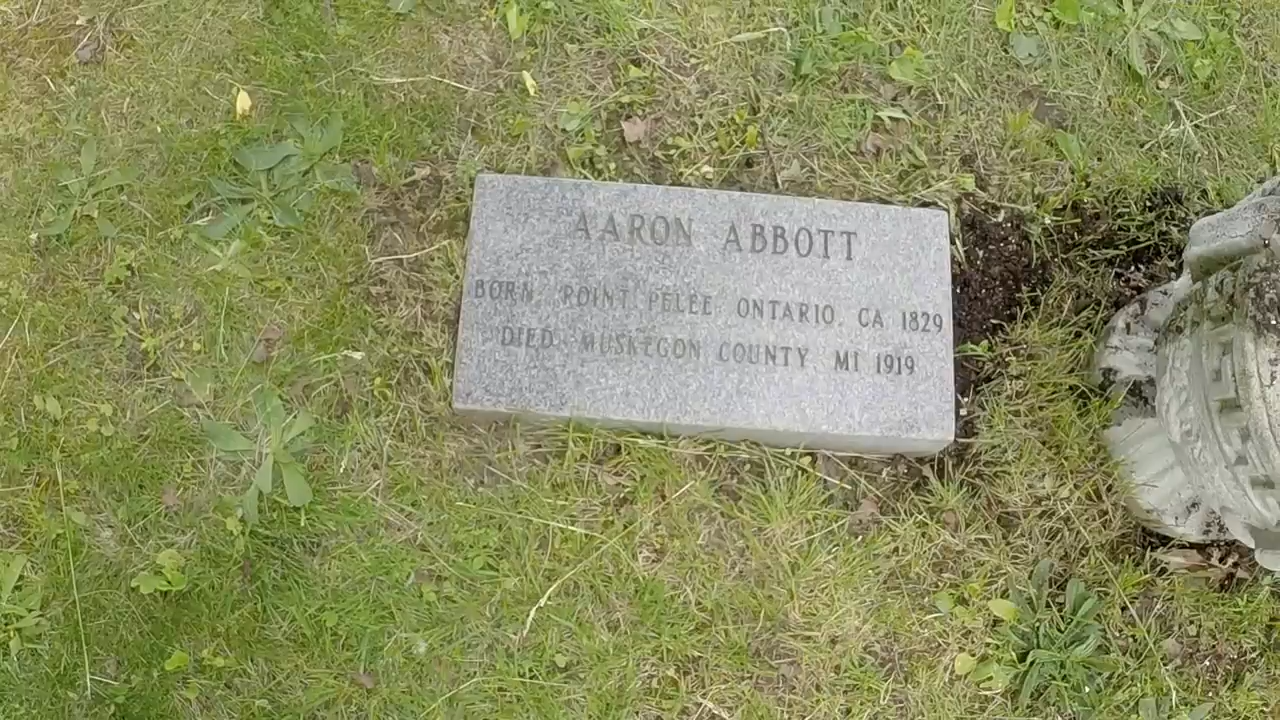 AARON ABBOTT
BORN POINT PELEE ONTARIO, CA 1829
DIED MUSKEGON COUNTY MI 1919